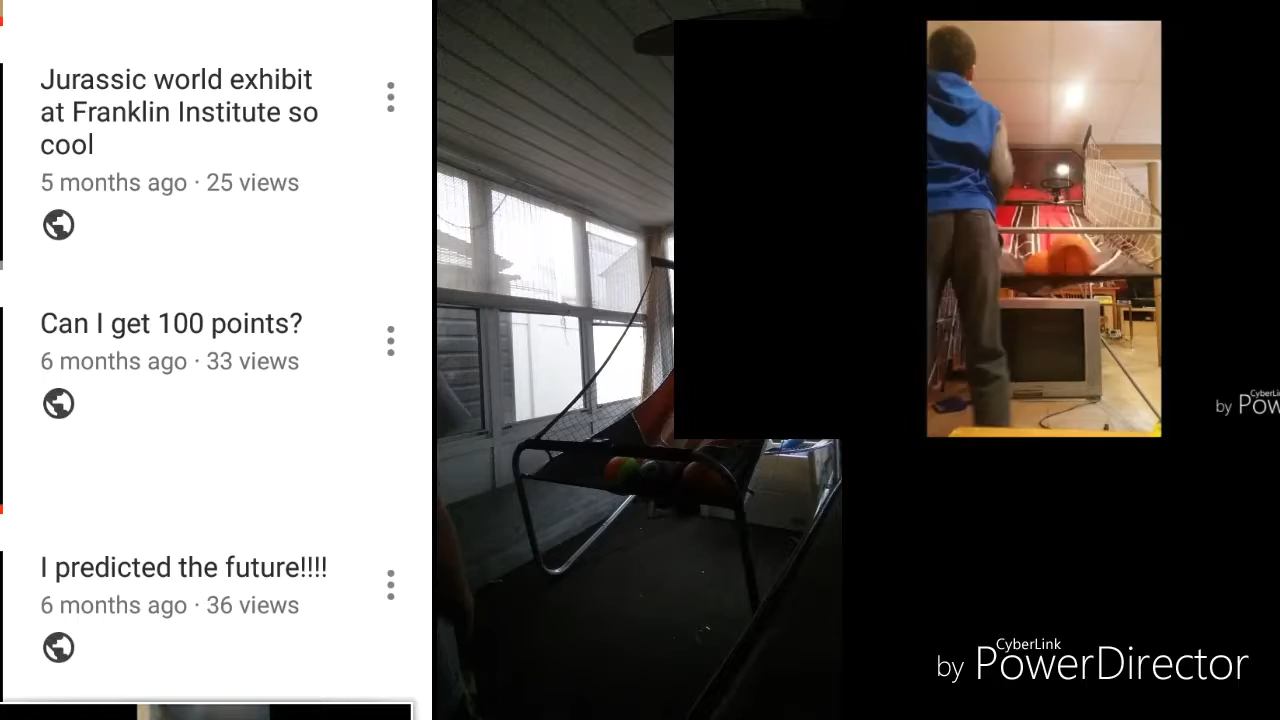 Jurassic world exhibit
at Franklin Institute so
cool
5 months ago · 25 views
Can I get 100 points?
6 months ago · 33 views
I predicted the future!!!!
6 months ago · 36 views
by
CyberLink
PowerDirector